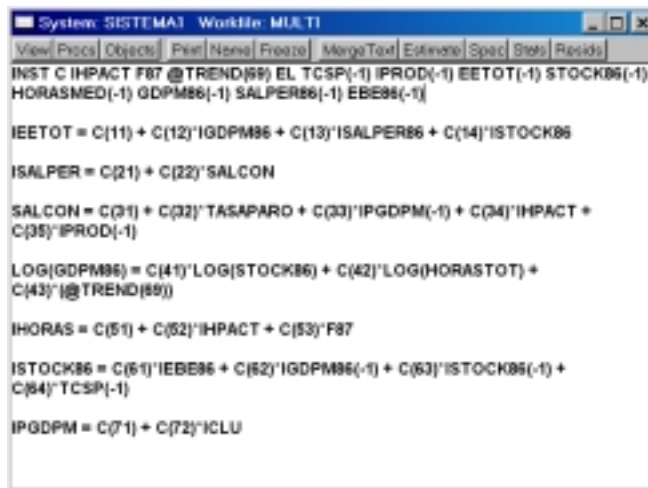 System: SISTEMA1 Workfile: MULTI
View Procs Objects Print Name Freeze MergeText Estimate Spec Stats Resids
INST C IHPACT F87 @TREND(69) EL TCSP(-1) IPROD(-1) EETOT(-1) STOCK86(-1)
HORASMED(-1) GDPM86(-1) SALPER86(-1) EBE86(-1)
IEETOT = C(11) + C(12)*IGDPM86 + C(13)*ISALPER86 + C(14)*ISTOCK86
ISALPER = C(21) + C(22)*SALCON
SALCON = C(31) + C(32)*TASAPARO + C(33)*IPGDPM(-1) + C(34)*IHPACT +
C(35)*IPROD(-1)
LOG(GDPM86) = C(41)*LOG(STOCK86) + C(42)*LOG(HORASTOT) +
C(43)*(@TREND(69))
IHORAS = C(51) + C(52)*IHPACT + C(53)*F87
ISTOCK86 = C(61)*IEBE86 + C(62)*IGDPM86(-1) + C(63)*ISTOCK86(-1) +
C(64)*TCSP(-1)
IPGDPM = C(71) + C(72)*ICLU